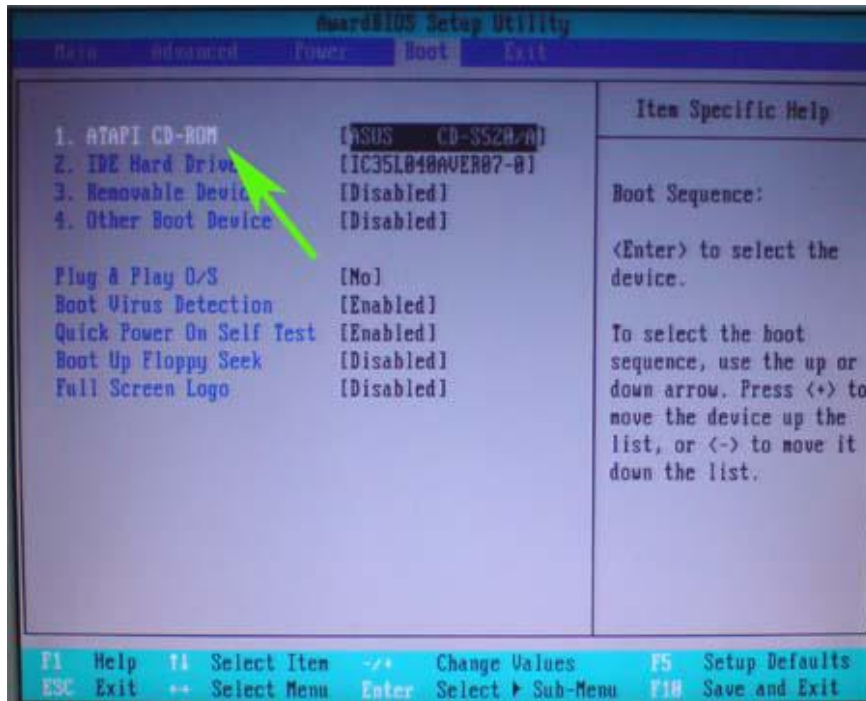 AwardBIOS Setup Utility
Main Advanced Power Boot Exit
1. ATAPI CD-ROM [ASUS CD-S520/A]
2. IDE Hard Drive [IC35L040AVER07-0]
3. Removable Device [Disabled]
4. Other Boot Device [Disabled]
Plug & Play O/S [No]
Boot Virus Detection [Enabled]
Quick Power On Self Test [Enabled]
Boot Up Floppy Seek [Disabled]
Full Screen Logo [Disabled]
Item Specific Help
Boot Sequence:
<Enter> to select the
device.
To select the boot
sequence, use the up or
down arrow. Press <+> to
move the device up the
list, or <-> to move it
down the list.
F1 Help ↑↓ Select Item -/+ Change Values F5 Setup Defaults
ESC Exit ←→ Select Menu Enter Select ▶ Sub-Menu F10 Save and Exit